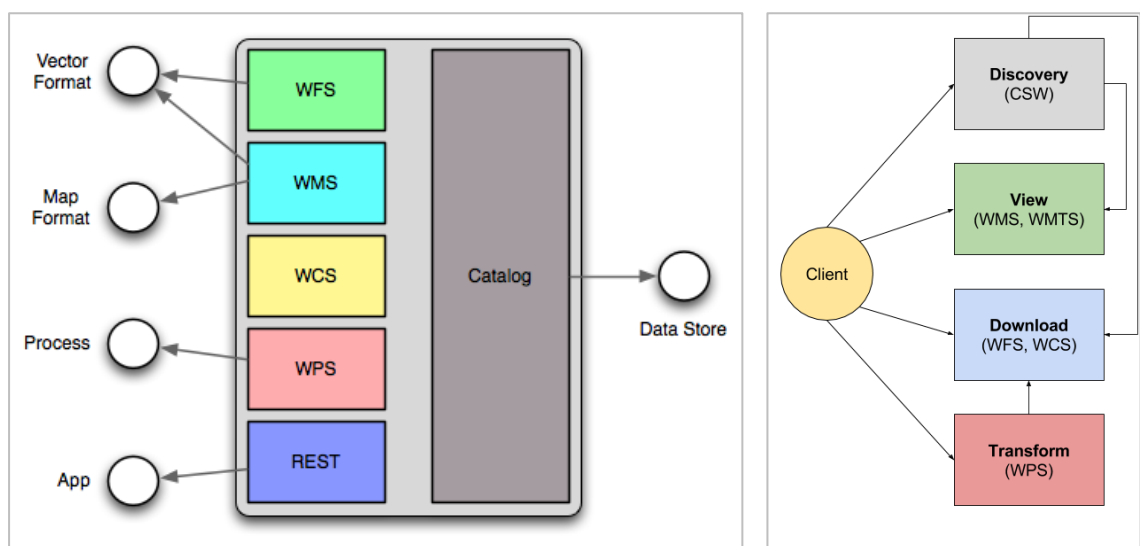 Vector
Format
WFS
WMS
Map
Format
WCS
Catalog
Data Store
Process
WPS
App
REST
Discovery
(CSW)
View
(WMS, WMTS)
Client
Download
(WFS, WCS)
Transform
(WPS)